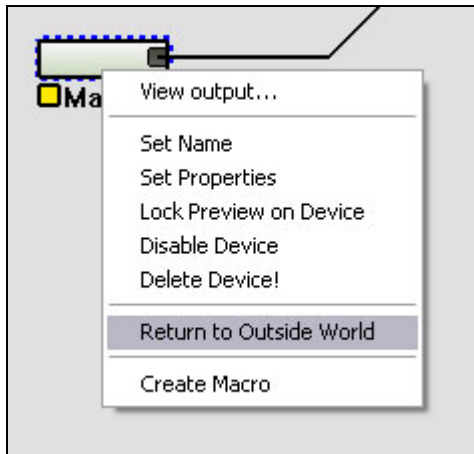 Ma
View output...
Set Name
Set Properties
Lock Preview on Device
Disable Device
Delete Device!
Return to Outside World
Create Macro